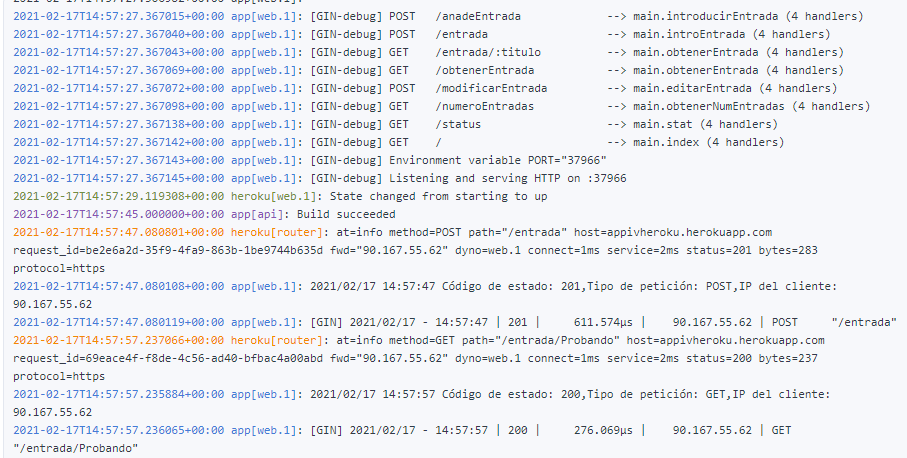 2021-02-17T14:57:27.367015+00:00 app[web.1]: [GIN-debug] POST   /anadeEntrada             --> main.introducirEntrada (4 handlers)
2021-02-17T14:57:27.367040+00:00 app[web.1]: [GIN-debug] POST   /entrada                  --> main.introEntrada (4 handlers)
2021-02-17T14:57:27.367043+00:00 app[web.1]: [GIN-debug] GET    /entrada/:titulo          --> main.obtenerEntrada (4 handlers)
2021-02-17T14:57:27.367069+00:00 app[web.1]: [GIN-debug] GET    /obtenerEntrada           --> main.obtenerEntrada (4 handlers)
2021-02-17T14:57:27.367072+00:00 app[web.1]: [GIN-debug] POST   /modificarEntrada         --> main.editarEntrada (4 handlers)
2021-02-17T14:57:27.367098+00:00 app[web.1]: [GIN-debug] GET    /numeroEntradas           --> main.obtenerNumEntradas (4 handlers)
2021-02-17T14:57:27.367138+00:00 app[web.1]: [GIN-debug] GET    /status                   --> main.stat (4 handlers)
2021-02-17T14:57:27.367142+00:00 app[web.1]: [GIN-debug] GET    /                         --> main.index (4 handlers)
2021-02-17T14:57:27.367143+00:00 app[web.1]: [GIN-debug] Environment variable PORT="37966"
2021-02-17T14:57:27.367145+00:00 app[web.1]: [GIN-debug] Listening and serving HTTP on :37966
2021-02-17T14:57:29.119308+00:00 heroku[web.1]: State changed from starting to up
2021-02-17T14:57:45.000000+00:00 app[api]: Build succeeded
2021-02-17T14:57:47.080801+00:00 heroku[router]: at=info method=POST path="/entrada" host=appivheroku.herokuapp.com
request_id=be2e6a2d-35f9-4fa9-863b-1be9744b635d fwd="90.167.55.62" dyno=web.1 connect=1ms service=2ms status=201 bytes=283
protocol=https
2021-02-17T14:57:47.080108+00:00 app[web.1]: 2021/02/17 14:57:47 Código de estado: 201,Tipo de petición: POST,IP del cliente:
90.167.55.62
2021-02-17T14:57:47.080119+00:00 app[web.1]: [GIN] 2021/02/17 - 14:57:47 | 201 |     611.574µs |    90.167.55.62 | POST     "/entrada"
2021-02-17T14:57:57.237066+00:00 heroku[router]: at=info method=GET path="/entrada/Probando" host=appivheroku.herokuapp.com
request_id=69eace4f-f8de-4c56-ad40-bfbac4a00abd fwd="90.167.55.62" dyno=web.1 connect=1ms service=2ms status=200 bytes=237
protocol=https
2021-02-17T14:57:57.235884+00:00 app[web.1]: 2021/02/17 14:57:57 Código de estado: 200,Tipo de petición: GET,IP del cliente:
90.167.55.62
2021-02-17T14:57:57.236065+00:00 app[web.1]: [GIN] 2021/02/17 - 14:57:57 | 200 |     276.069µs |    90.167.55.62 | GET
"/entrada/Probando"